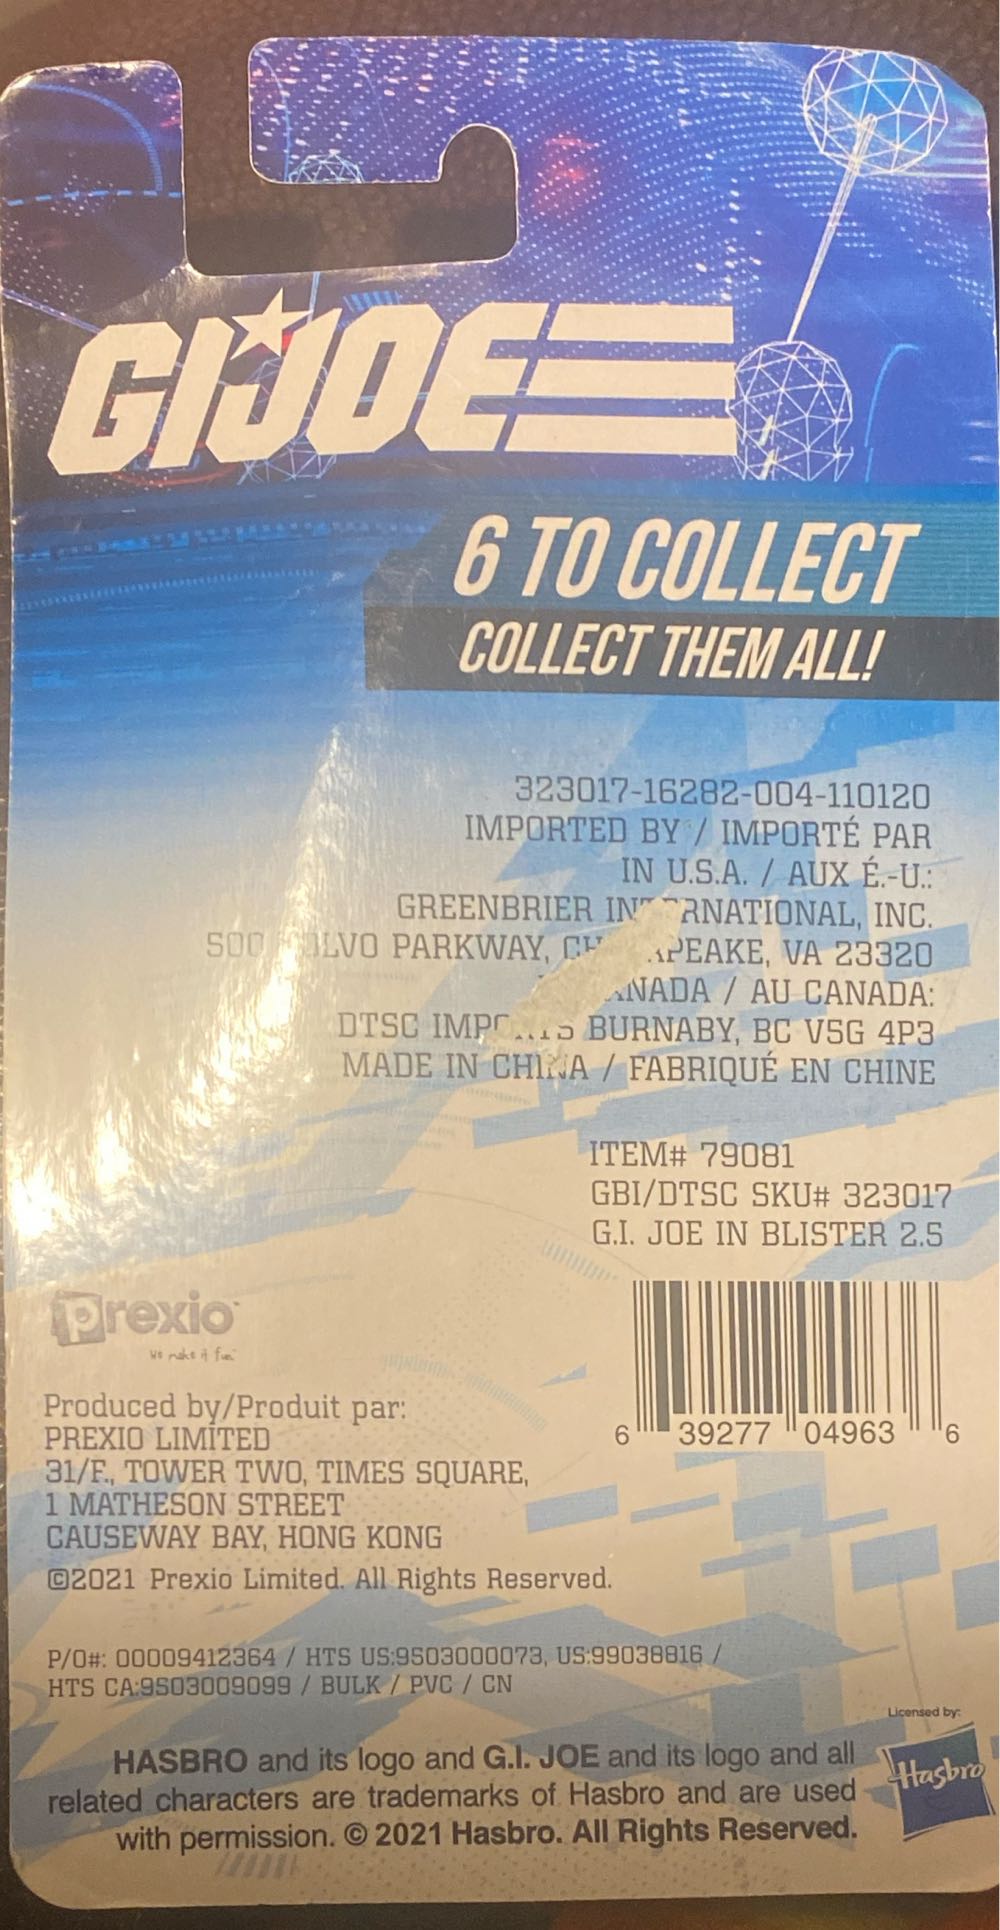 GI JOE
6 TO COLLECT
COLLECT THEM ALL!
323017-16282-004-110120
IMPORTED BY / IMPORTÉ PAR
IN U.S.A. / AUX É.-U.:
GREENBRIER INC.
PARKWAY, VA 23320
/ AU CANADA:
DTSC BURNABY, BC V5G 4P3
MADE IN CHINA / FABRIQUÉ EN CHINE
ITEM# 79081
GBI/DTSC SKU# 323017
G.I. JOE IN BLISTER 2.5
6 39277 04963 6
prexio
We make it fun
Produced by/Produit par:
PREXIO LIMITED
31/F., TOWER TWO, TIMES SQUARE,
1 MATHESON STREET
CAUSEWAY BAY, HONG KONG
©2021 Prexio Limited. All Rights Reserved.
P/O#: 00009412364 / HTS US:9503000073, US:99038816 /
HTS CA:9503009099 / BULK / PVC / CN
Licensed by:
Hasbro
HASBRO and its logo and G.I. JOE and its logo and all
related characters are trademarks of Hasbro and are used
with permission. © 2021 Hasbro. All Rights Reserved.